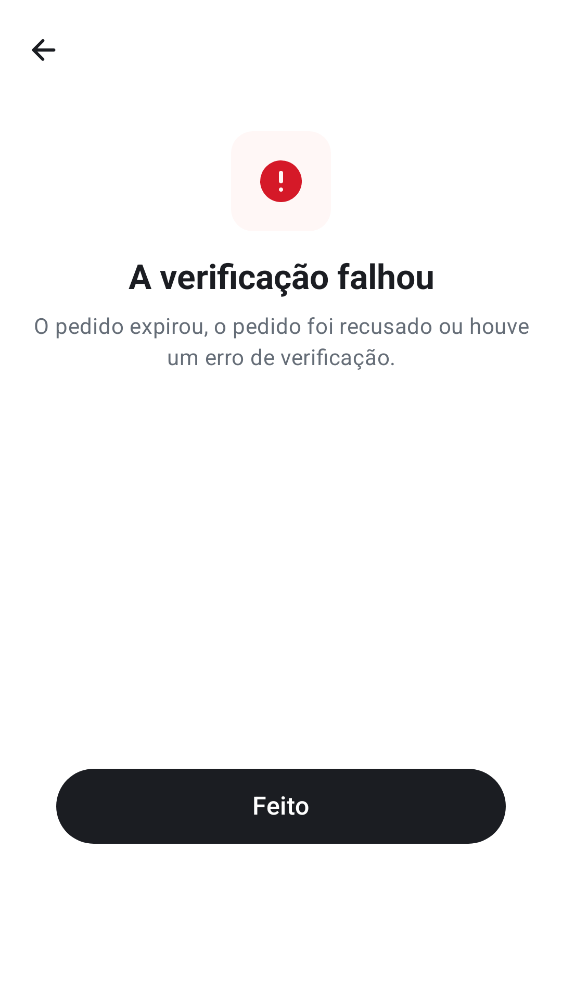 A verificação falhou
O pedido expirou, o pedido foi recusado ou houve
um erro de verificação.
Feito